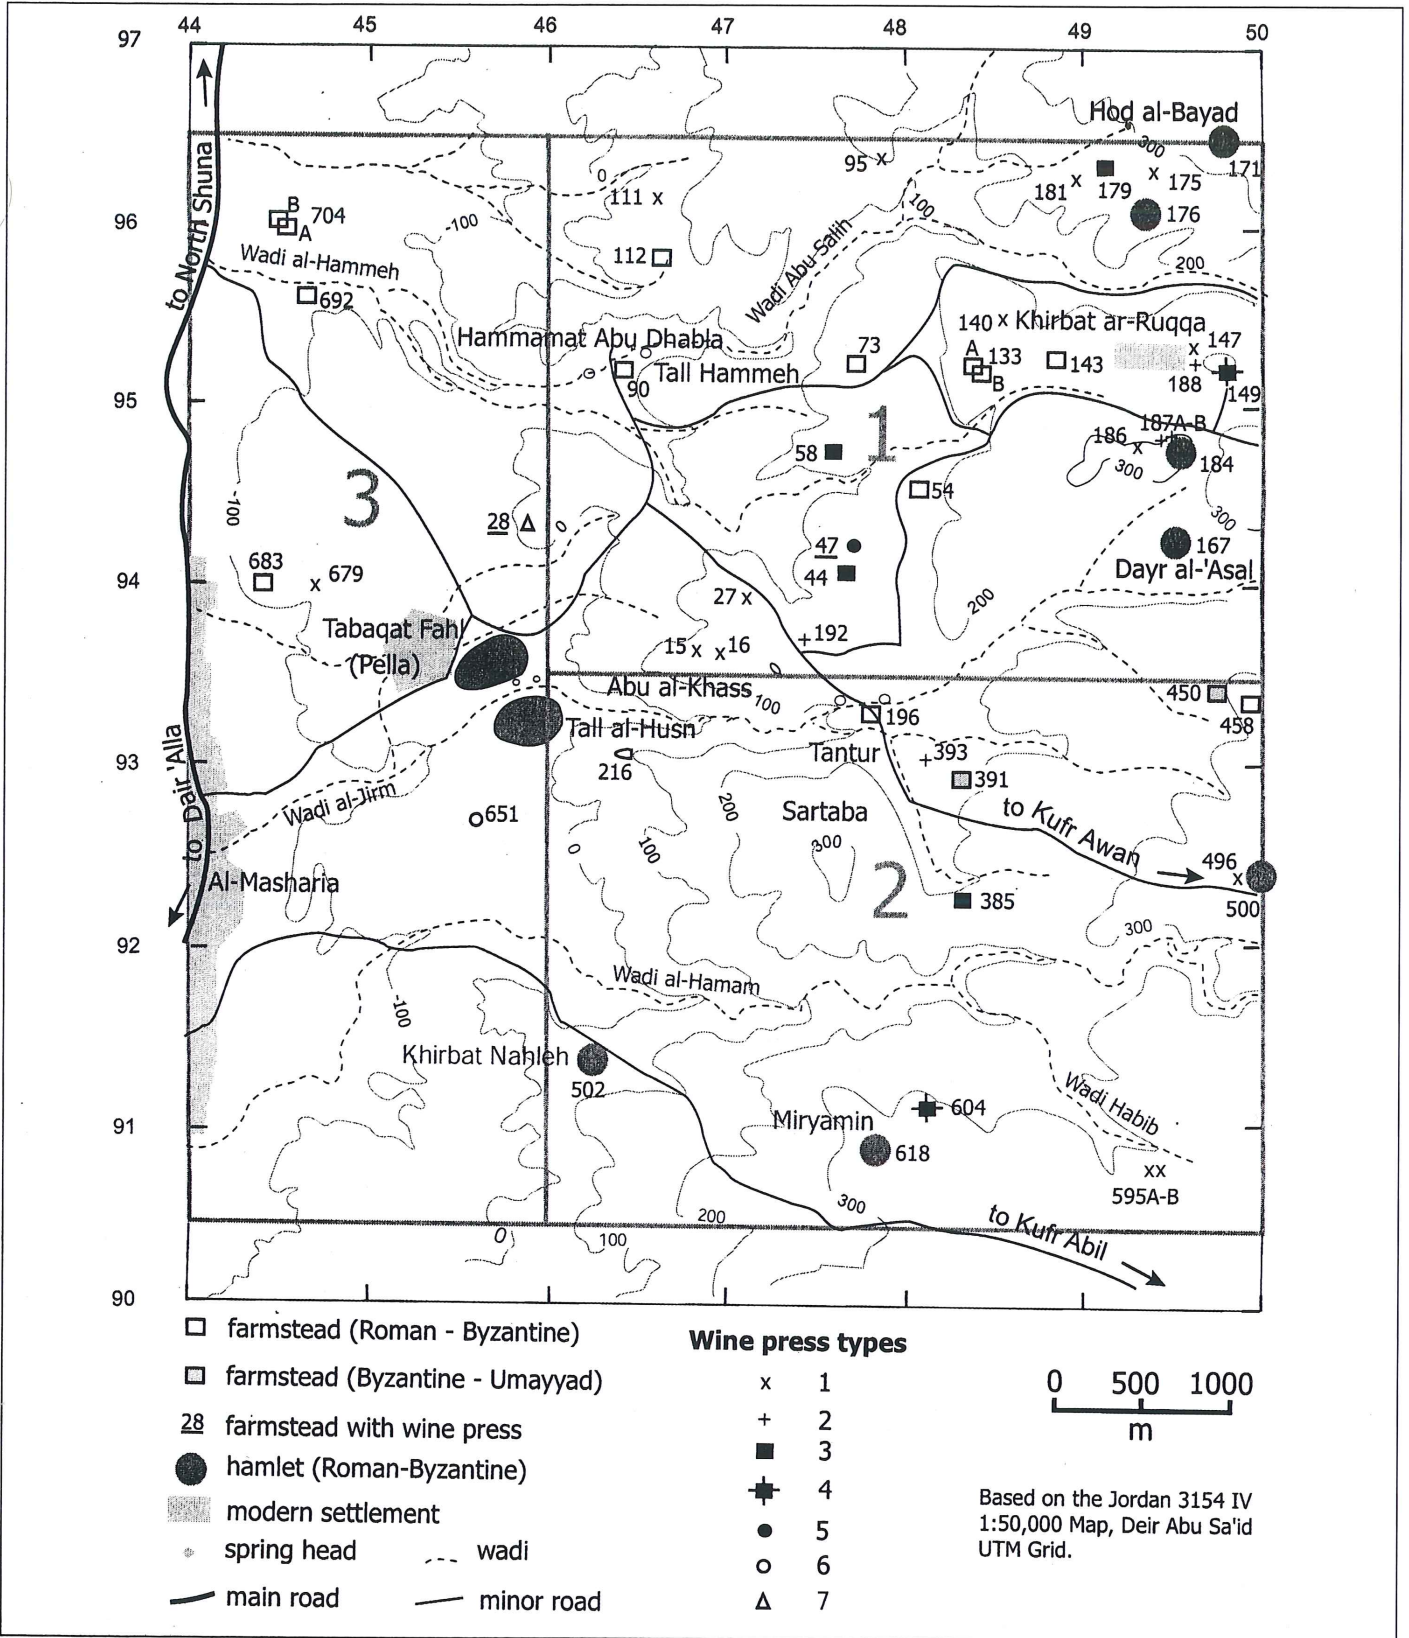 44 45 46 47 48 49 50
97
Hod al-Bayad
300
95 x
171
181 x 179 x 175
0
111 x
to North Shuna
B
704
A
176
100
96
-100
112
Wadi al-Hammeh
Wadi Abu Salih
200
692
140 x Khirbat ar-Ruqqa
Hammamat Abu Dhabla
73
A
133
B
143
x 147
+
188
149
90
Tall Hammeh
95
1
187A-B
186 x
58
184
300
3
-100
54
28
0
300
47
167
683
44
Dayr al-'Asal
94
x 679
27 x
200
Tabaqat Fahl
(Pella)
15 x x 16
+192
0
Abu al-Khass
100
450
458
196
Tall al-Husn
to Dair 'Alla
93
216
Tantur
+393
391
Wadi al-Jirm
651
200
Sartaba
to Kufr Awan
0
100
300
496 x
2
Al-Masharia
385
500
92
300
Wadi al-Hamam
-100
Khirbat Nahleh
502
Wadi Habib
604
91
Miryamin
618
xx
595A-B
300
200
to Kufr Abil
0
100
90
farmstead (Roman - Byzantine)
farmstead (Byzantine - Umayyad)
28 farmstead with wine press
hamlet (Roman-Byzantine)
modern settlement
spring head
wadi
main road
minor road
Wine press types
x 1
+ 2
3
4
5
6
7
0 500 1000
m
Based on the Jordan 3154 IV
1:50,000 Map, Deir Abu Sa'id
UTM Grid.